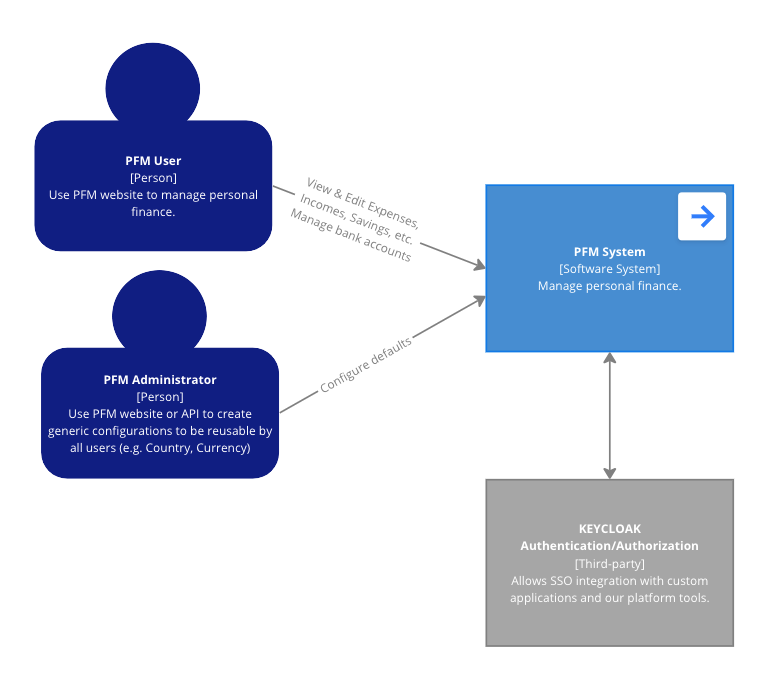 PFM User
[Person]
Use PFM website to manage personal
finance.
View & Edit Expenses,
Incomes, Savings, etc.
Manage bank accounts
PFM System
[Software System]
Manage personal finance.
PFM Administrator
[Person]
Use PFM website or API to create
generic configurations to be reusable by
all users (e.g. Country, Currency)
Configure defaults
KEYCLOAK
Authentication/Authorization
[Third-party]
Allows SSO integration with custom
applications and our platform tools.